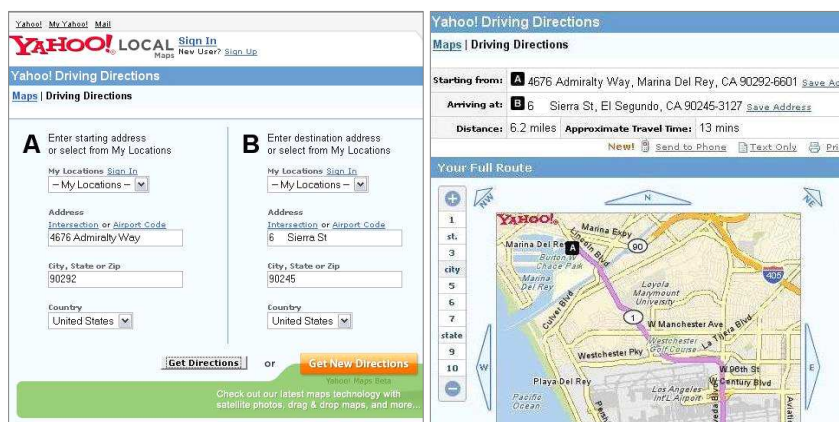 Yahoo! My Yahoo! Mail
YAHOO! LOCAL Sign In
Maps New User? Sign Up
Yahoo! Driving Directions
Maps | Driving Directions
A Enter starting address
or select from My Locations
My Locations Sign In
– My Locations –
Address
Intersection or Airport Code
4676 Admiralty Way
City, State or Zip
90292
Country
United States
B Enter destination address
or select from My Locations
My Locations Sign In
– My Locations –
Address
Intersection or Airport Code
6 Sierra St
City, State or Zip
90245
Country
United States
Get Directions or Get New Directions
Yahoo! Maps Beta
Check out our latest maps technology with
satellite photos, drag & drop maps, and more...
Yahoo! Driving Directions
Maps | Driving Directions
Starting from: A 4676 Admiralty Way, Marina Del Rey, CA 90292-6601 Save Ad
Arriving at: B 6 Sierra St, El Segundo, CA 90245-3127 Save Address
Distance: 6.2 miles Approximate Travel Time: 13 mins
New! Send to Phone Text Only Pri
Your Full Route
NW
N
NE
1
st.
3
city
5
6
7
state
9
10
W
E
YAHOO!
Marina Expy
Marina Del Re
A
Lincoln Blvd
90
Burton W
Chace Park
Marina
Del Rey
Culver Blvd
Loyola
Marymount
University
405
1
W Manchester Ave
La Tijera Blvd
Westchester
Golf Course
Westchester Pky
W 96th St
W Century Blvd
Playa Del Rey
Los Angeles
Int'L Airport
Pacific
Ocean
Persh
lveda Blvd
Aviati